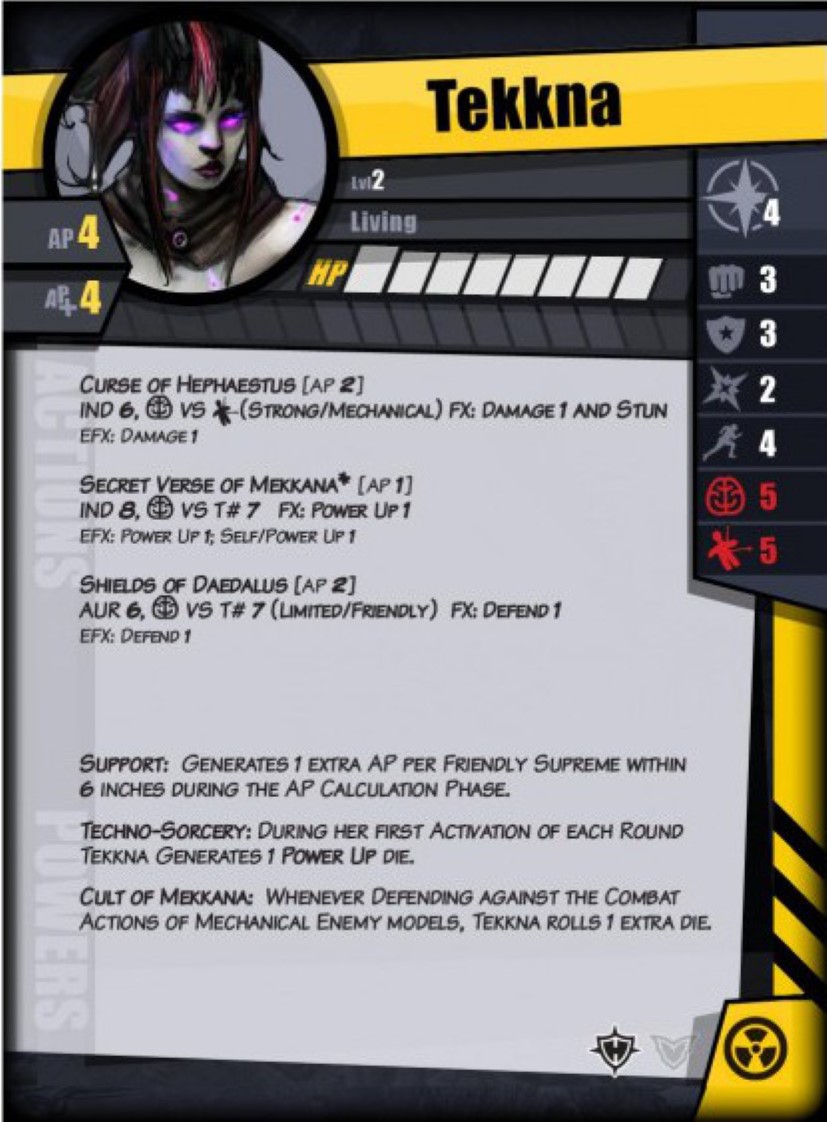 Tekkna
Lvl2
Living
AP 4
AP+ 4
HP
4
3
3
2
4
5
5
ACTIONS
CURSE OF HEPHAESTUS [AP 2]
IND 6, VS (STRONG/MECHANICAL) FX: DAMAGE 1 AND STUN
EFX: DAMAGE 1
SECRET VERSE OF MEKKANA* [AP 1]
IND 8, VS T# 7 FX: POWER UP 1
EFX: POWER UP 1; SELF/POWER UP 1
SHIELDS OF DAEDALUS [AP 2]
AUR 6, VS T# 7 (LIMITED/FRIENDLY) FX: DEFEND 1
EFX: DEFEND 1
POWERS
SUPPORT: GENERATES 1 EXTRA AP PER FRIENDLY SUPREME WITHIN
6 INCHES DURING THE AP CALCULATION PHASE.
TECHNO-SORCERY: DURING HER FIRST ACTIVATION OF EACH ROUND
TEKKNA GENERATES 1 POWER UP DIE.
CULT OF MEKKANA: WHENEVER DEFENDING AGAINST THE COMBAT
ACTIONS OF MECHANICAL ENEMY MODELS, TEKKNA ROLLS 1 EXTRA DIE.
H